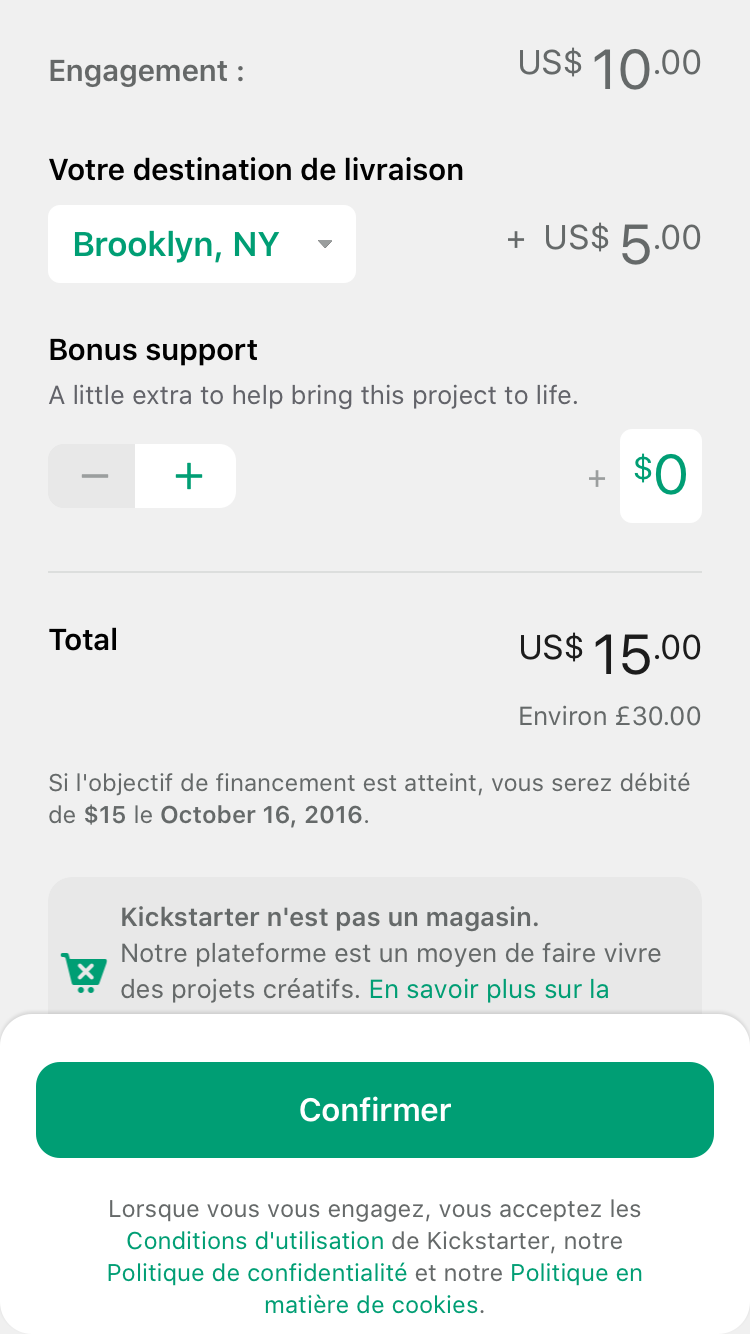 Engagement : US$ 10.00
Votre destination de livraison
Brooklyn, NY + US$ 5.00
Bonus support
A little extra to help bring this project to life.
− + + $0
Total US$ 15.00
Environ £30.00
Si l'objectif de financement est atteint, vous serez débité
de $15 le October 16, 2016.
Kickstarter n'est pas un magasin.
Notre plateforme est un moyen de faire vivre
des projets créatifs. En savoir plus sur la
Confirmer
Lorsque vous vous engagez, vous acceptez les
Conditions d'utilisation de Kickstarter, notre
Politique de confidentialité et notre Politique en
matière de cookies.